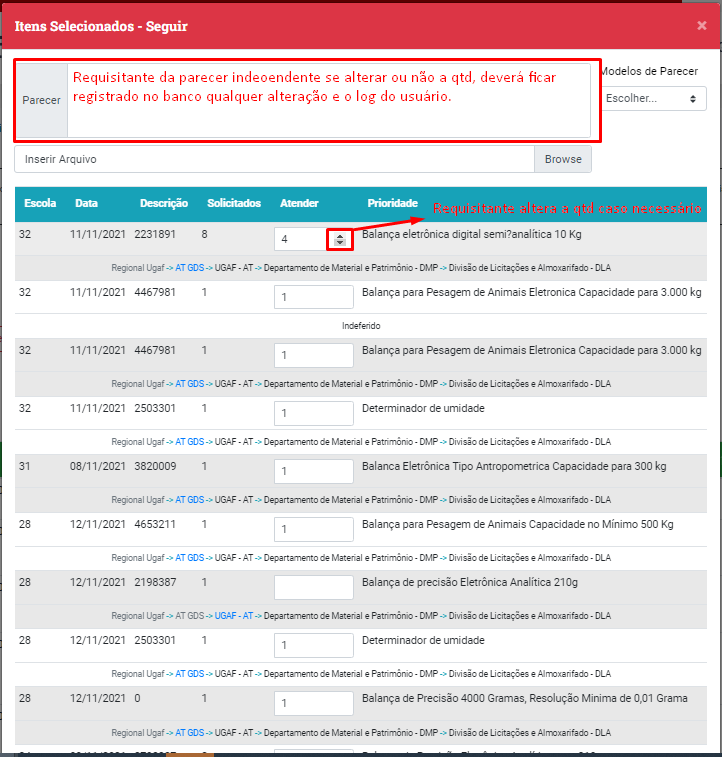 Itens Selecionados - Seguir ×
Parecer
Requisitante da parecer indeoendente se alterar ou não a qtd, deverá ficar
registrado no banco qualquer alteração e o log do usuário.
Modelos de Parecer
Escolher...
Inserir Arquivo Browse
Escola Data Descrição Solicitados Atender Prioridade
Requisitante altera a qtd caso necessário
32 11/11/2021 2231891 8 4 Balança eletrônica digital semi?analítica 10 Kg
Regional Ugaf -> AT GDS -> UGAF - AT -> Departamento de Material e Patrimônio - DMP -> Divisão de Licitações e Almoxarifado - DLA
32 11/11/2021 4467981 1 1 Balança para Pesagem de Animais Eletronica Capacidade para 3.000 kg
Indeferido
32 11/11/2021 4467981 1 1 Balança para Pesagem de Animais Eletronica Capacidade para 3.000 kg
Regional Ugaf -> AT GDS -> UGAF - AT -> Departamento de Material e Patrimônio - DMP -> Divisão de Licitações e Almoxarifado - DLA
32 11/11/2021 2503301 1 1 Determinador de umidade
Regional Ugaf -> AT GDS -> UGAF - AT -> Departamento de Material e Patrimônio - DMP -> Divisão de Licitações e Almoxarifado - DLA
31 08/11/2021 3820009 1 1 Balanca Eletrônica Tipo Antropometrica Capacidade para 300 kg
Regional Ugaf -> AT GDS -> UGAF - AT -> Departamento de Material e Patrimônio - DMP -> Divisão de Licitações e Almoxarifado - DLA
28 12/11/2021 4653211 1 1 Balança para Pesagem de Animais Capacidade no Mínimo 500 Kg
Regional Ugaf -> AT GDS -> UGAF - AT -> Departamento de Material e Patrimônio - DMP -> Divisão de Licitações e Almoxarifado - DLA
28 12/11/2021 2198387 1 Balança de precisão Eletrônica Analítica 210g
Regional Ugaf -> AT GDS -> UGAF - AT -> Departamento de Material e Patrimônio - DMP -> Divisão de Licitações e Almoxarifado - DLA
28 12/11/2021 2503301 1 1 Determinador de umidade
Regional Ugaf -> AT GDS -> UGAF - AT -> Departamento de Material e Patrimônio - DMP -> Divisão de Licitações e Almoxarifado - DLA
28 12/11/2021 0 1 1 Balança de Precisão 4000 Gramas, Resolução Minima de 0,01 Grama
Regional Ugaf -> AT GDS -> UGAF - AT -> Departamento de Material e Patrimônio - DMP -> Divisão de Licitações e Almoxarifado - DLA